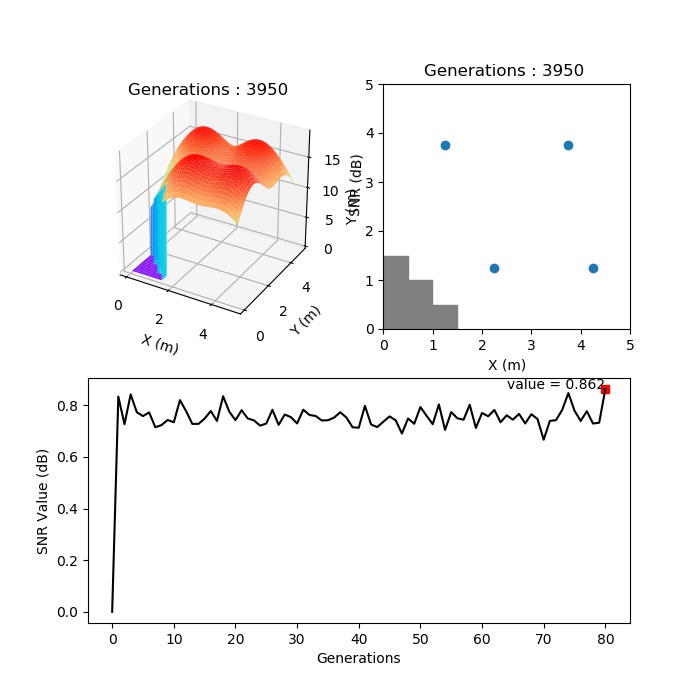 Generations : 3950
15
10
5
0
SNR (dB)
0
2
4
X (m)
0
2
4
Y (m)
Generations : 3950
5
4
3
2
1
0
Y (m)
0 1 2 3 4 5
X (m)
value = 0.862
0.8
0.6
0.4
0.2
0.0
SNR Value (dB)
0 10 20 30 40 50 60 70 80
Generations